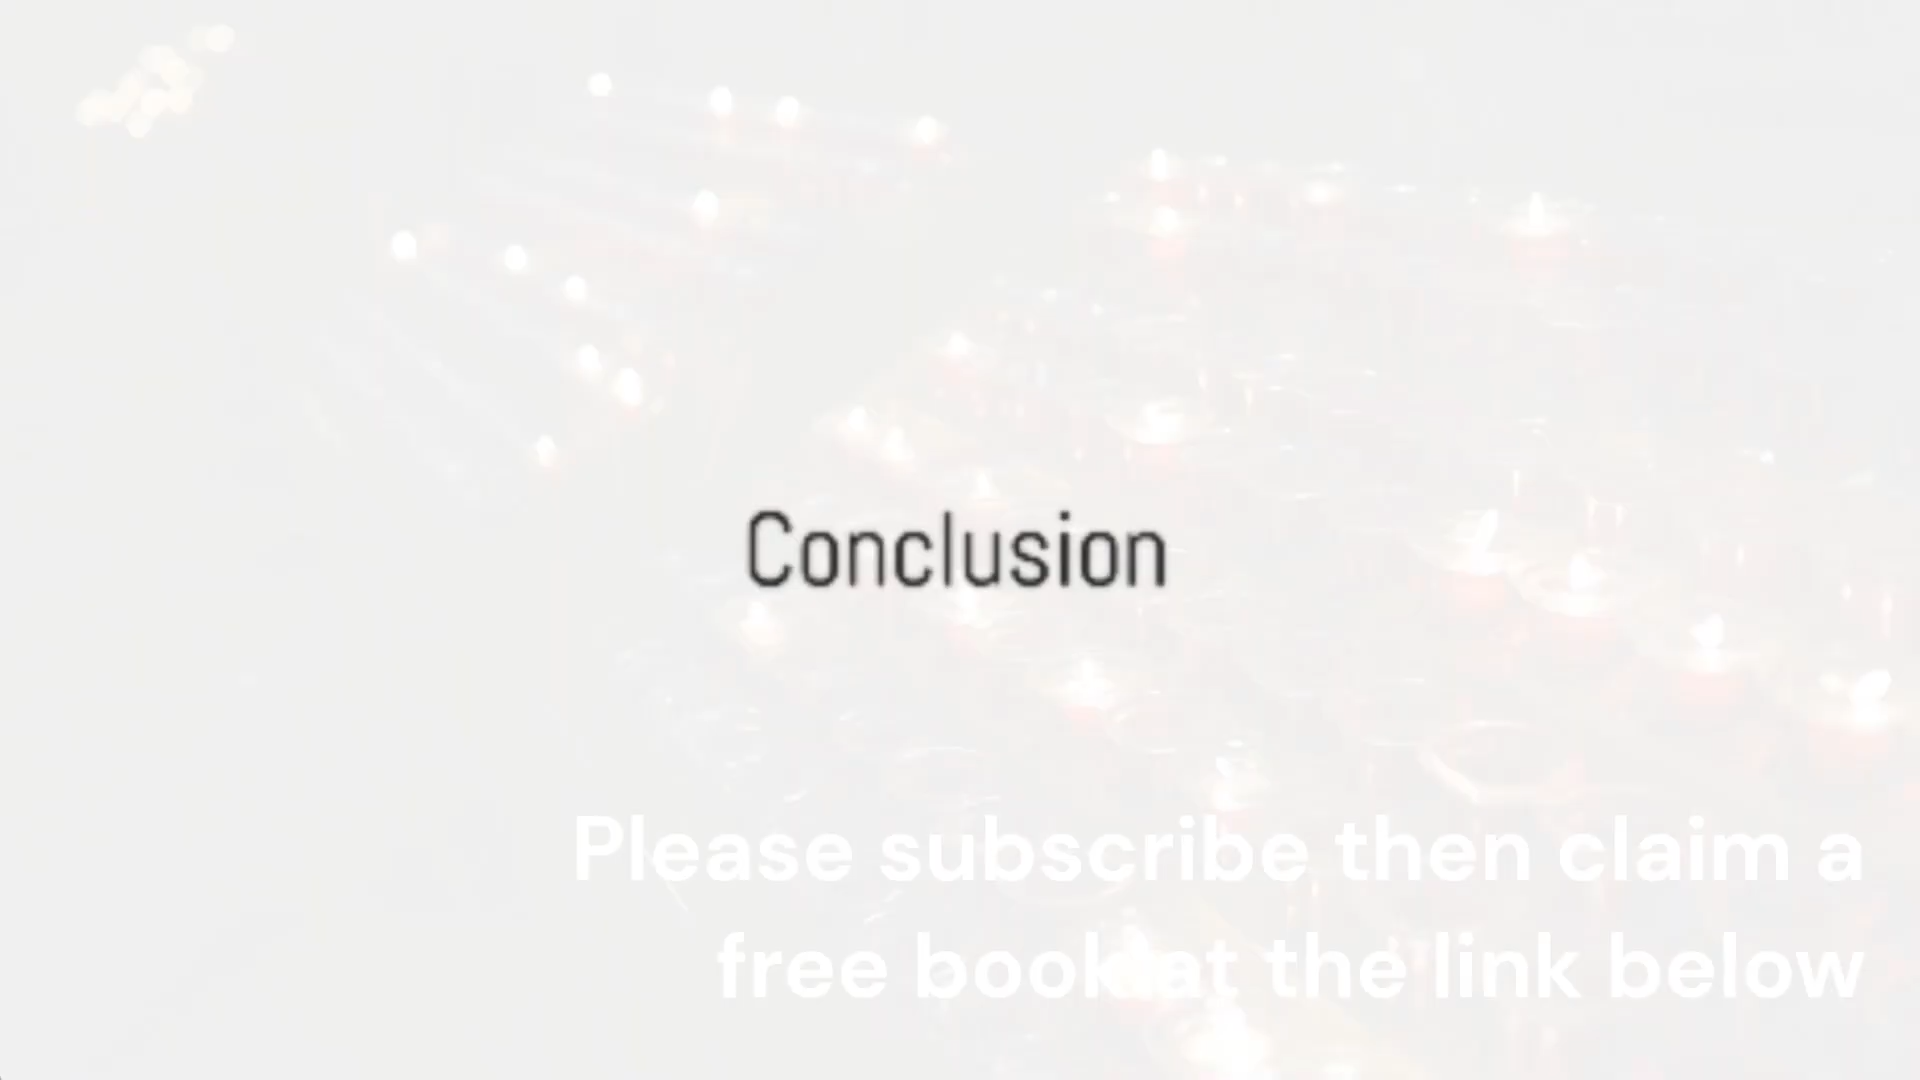 Conclusion
Please subscribe then claim a
free book at the link below